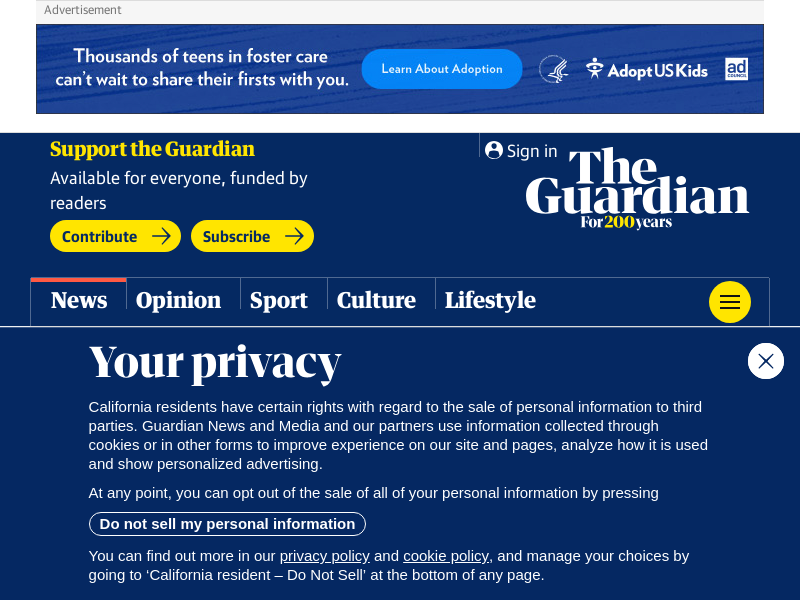 Advertisement
Thousands of teens in foster care
can't wait to share their firsts with you.
Learn About Adoption
AdoptUSKids
ad
COUNCIL
Support the Guardian
Available for everyone, funded by
readers
Contribute
Subscribe
Sign in
The
Guardian
For 200 years
News
Opinion
Sport
Culture
Lifestyle
Your privacy
California residents have certain rights with regard to the sale of personal information to third
parties. Guardian News and Media and our partners use information collected through
cookies or in other forms to improve experience on our site and pages, analyze how it is used
and show personalized advertising.
At any point, you can opt out of the sale of all of your personal information by pressing
Do not sell my personal information
You can find out more in our privacy policy and cookie policy, and manage your choices by
going to ‘California resident – Do Not Sell’ at the bottom of any page.